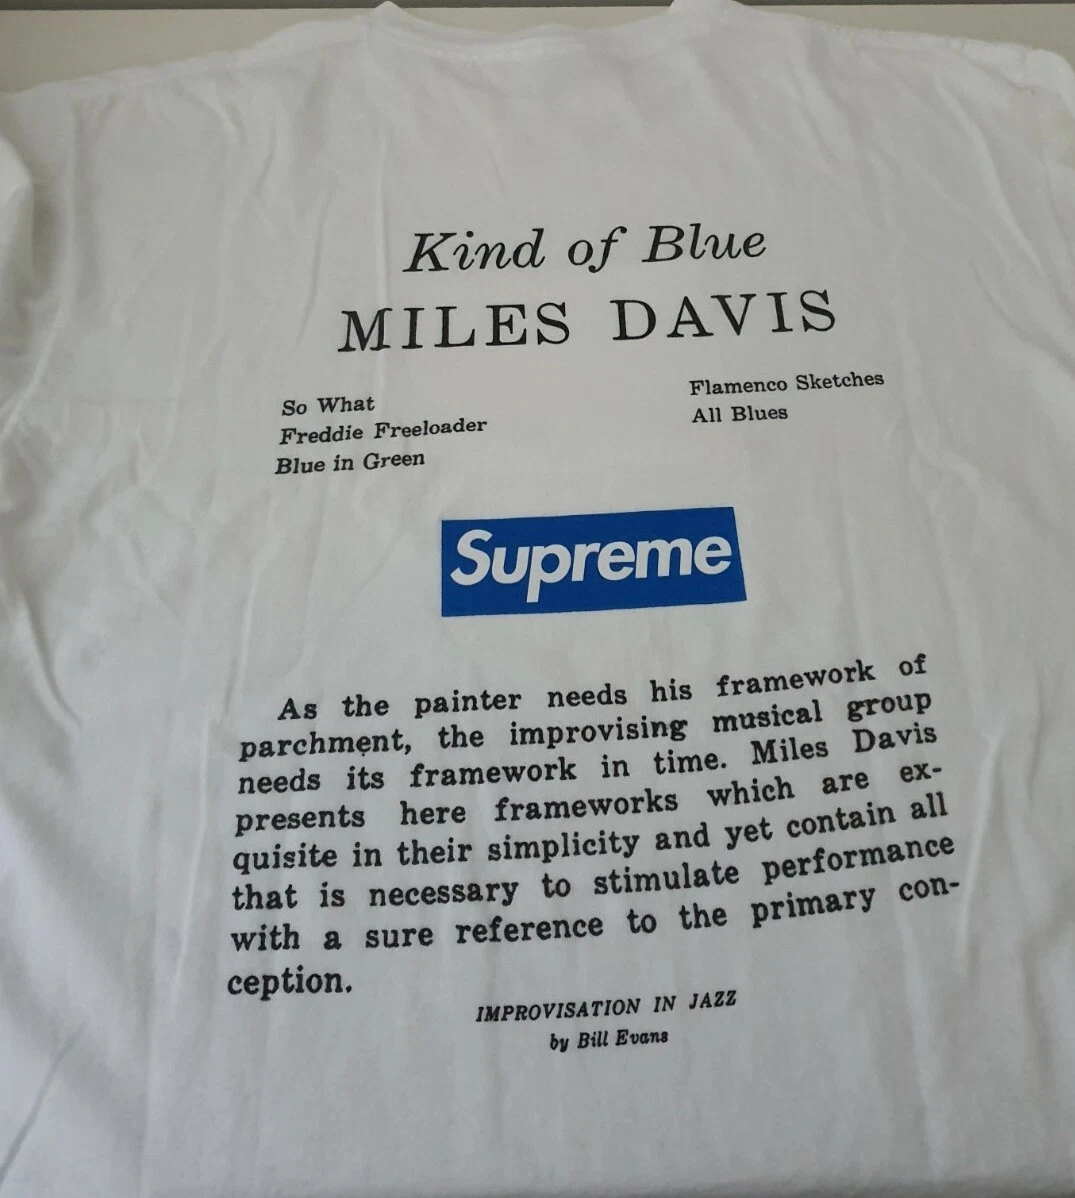 Kind of Blue
MILES DAVIS
So What
Freddie Freeloader
Blue in Green
Flamenco Sketches
All Blues
Supreme
As the painter needs his framework of
parchment, the improvising musical group
needs its framework in time. Miles Davis
presents here frameworks which are ex-
quisite in their simplicity and yet contain all
that is necessary to stimulate performance
with a sure reference to the primary con-
ception.
IMPROVISATION IN JAZZ
by Bill Evans